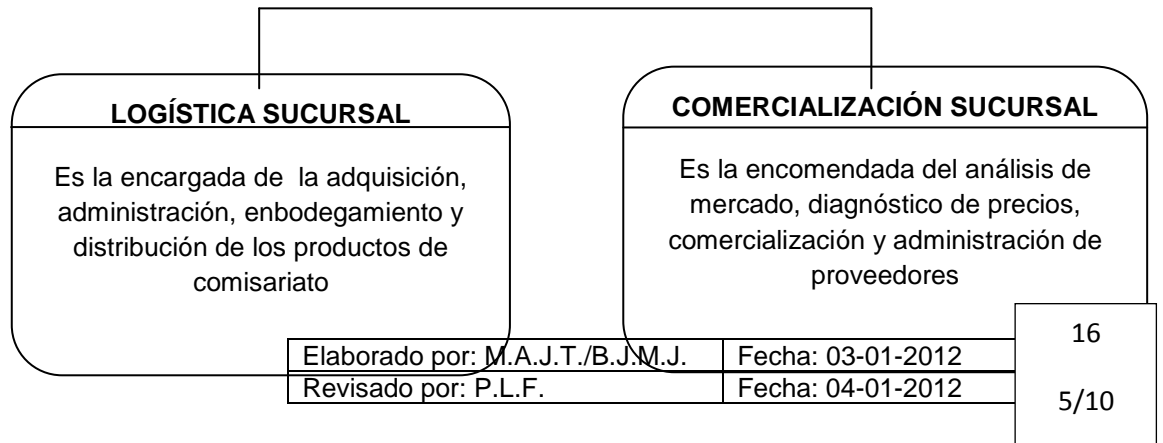 LOGÍSTICA SUCURSAL
Es la encargada de  la adquisición,
administración, enbodegamiento y
distribución de los productos de
comisariato
COMERCIALIZACIÓN SUCURSAL
Es la encomendada del análisis de
mercado, diagnóstico de precios,
comercialización y administración de
proveedores
Elaborado por: M.A.J.T./B.J.M.J. Fecha: 03-01-2012
Revisado por: P.L.F. Fecha: 04-01-2012
16
5/10